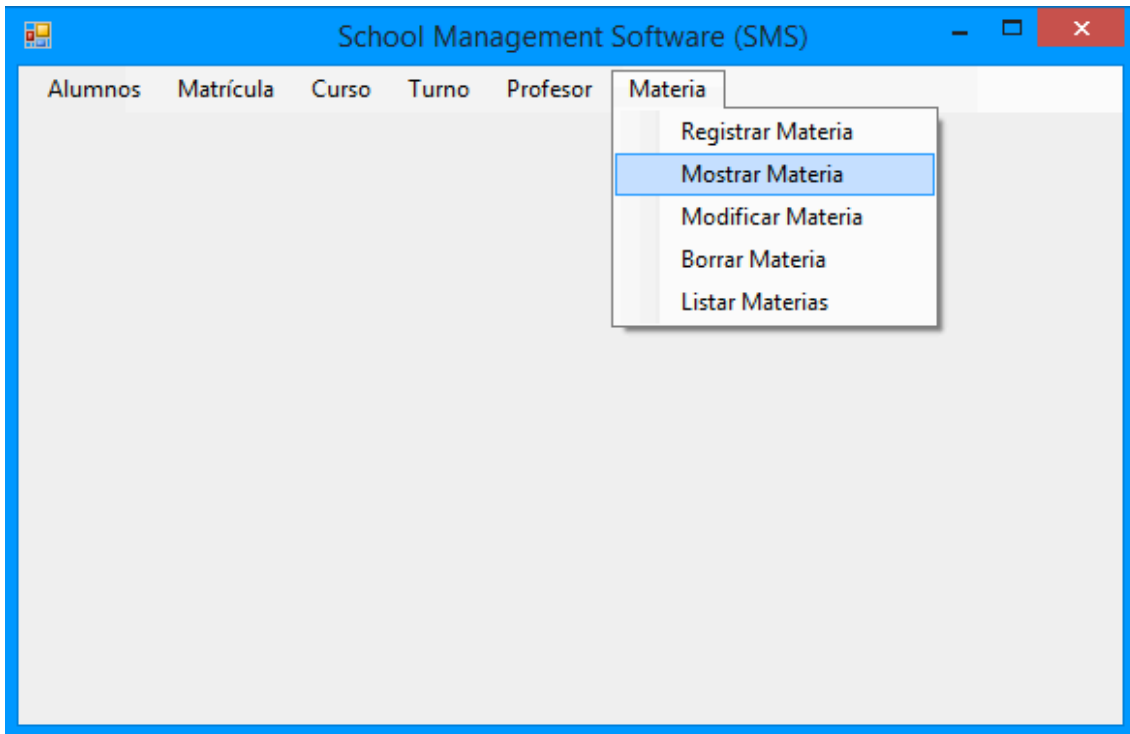 School Management Software (SMS)
Alumnos Matrícula Curso Turno Profesor Materia
Registrar Materia
Mostrar Materia
Modificar Materia
Borrar Materia
Listar Materias